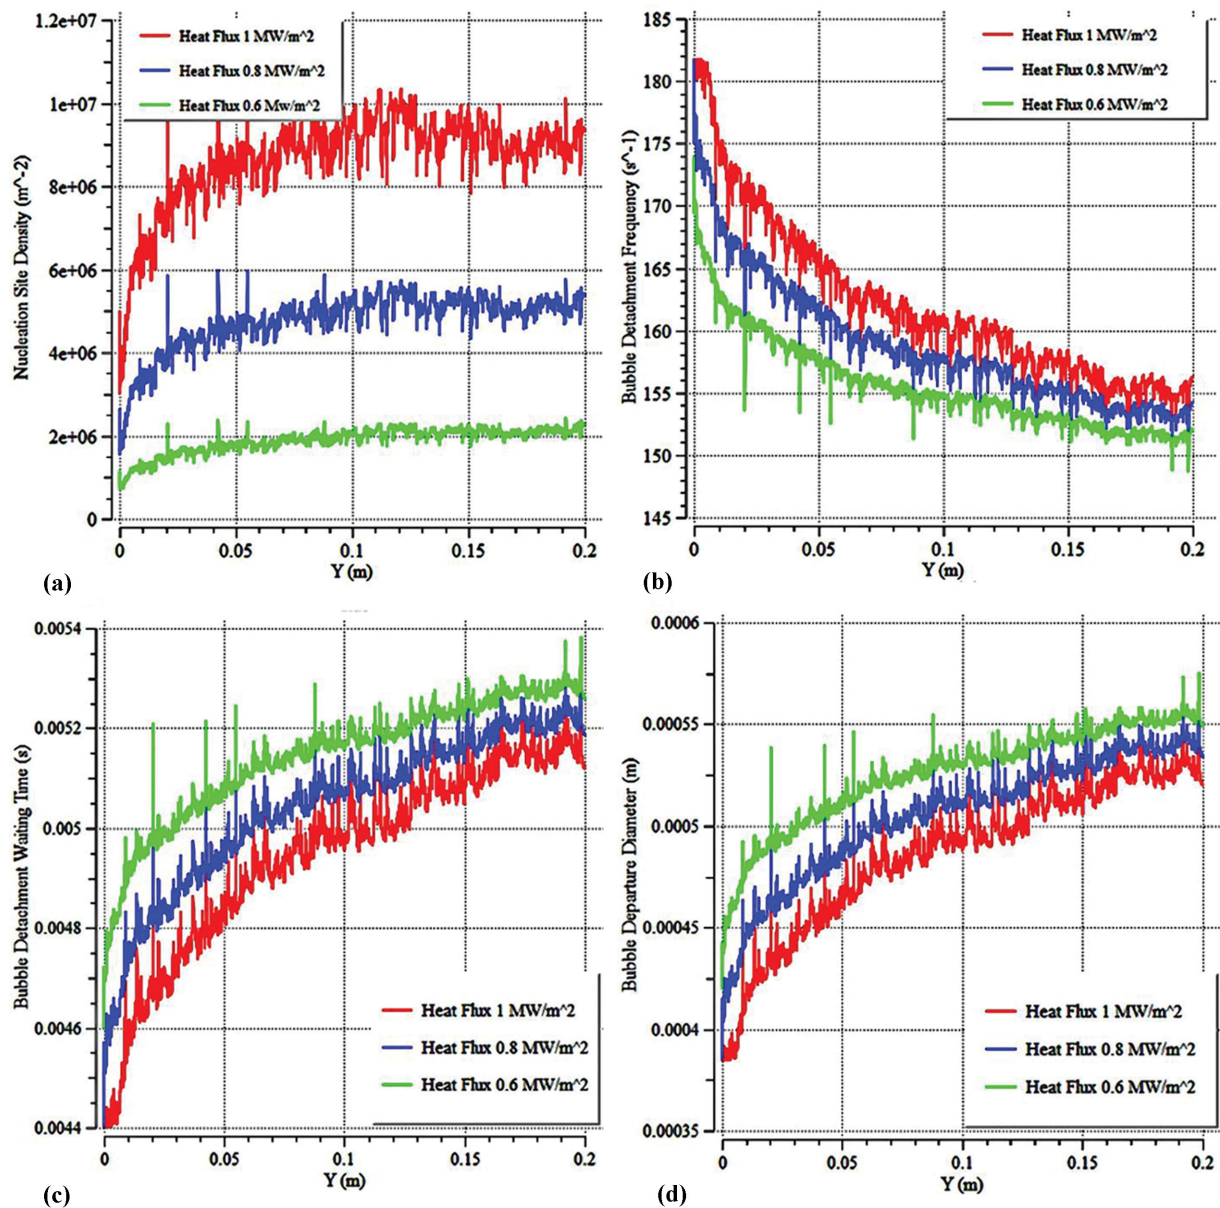 1.2e+07
1e+07
8e+06
6e+06
4e+06
2e+06
0
Nucleation Site Density (m^-2)
Heat Flux 1 MW/m^2
Heat Flux 0.8 MW/m^2
Heat Flux 0.6 Mw/m^2
0 0.05 0.1 0.15 0.2
Y (m)
(a)
185
180
175
170
165
160
155
150
145
Bubble Detachment Frequency (s^-1)
Heat Flux 1 MW/m^2
Heat Flux 0.8 MW/m^2
Heat Flux 0.6 MW/m^2
0 0.05 0.1 0.15 0.2
Y (m)
(b)
0.0054
0.0052
0.005
0.0048
0.0046
0.0044
Bubble Detachment Waiting Time (s)
Heat Flux 1 MW/m^2
Heat Flux 0.8 MW/m^2
Heat Flux 0.6 MW/m^2
0 0.05 0.1 0.15 0.2
Y (m)
(c)
0.0006
0.00055
0.0005
0.00045
0.0004
0.00035
Bubble Departure Diameter (m)
Heat Flux 1 MW/m^2
Heat Flux 0.8 MW/m^2
Heat Flux 0.6 MW/m^2
0 0.05 0.1 0.15 0.2
Y (m)
(d)